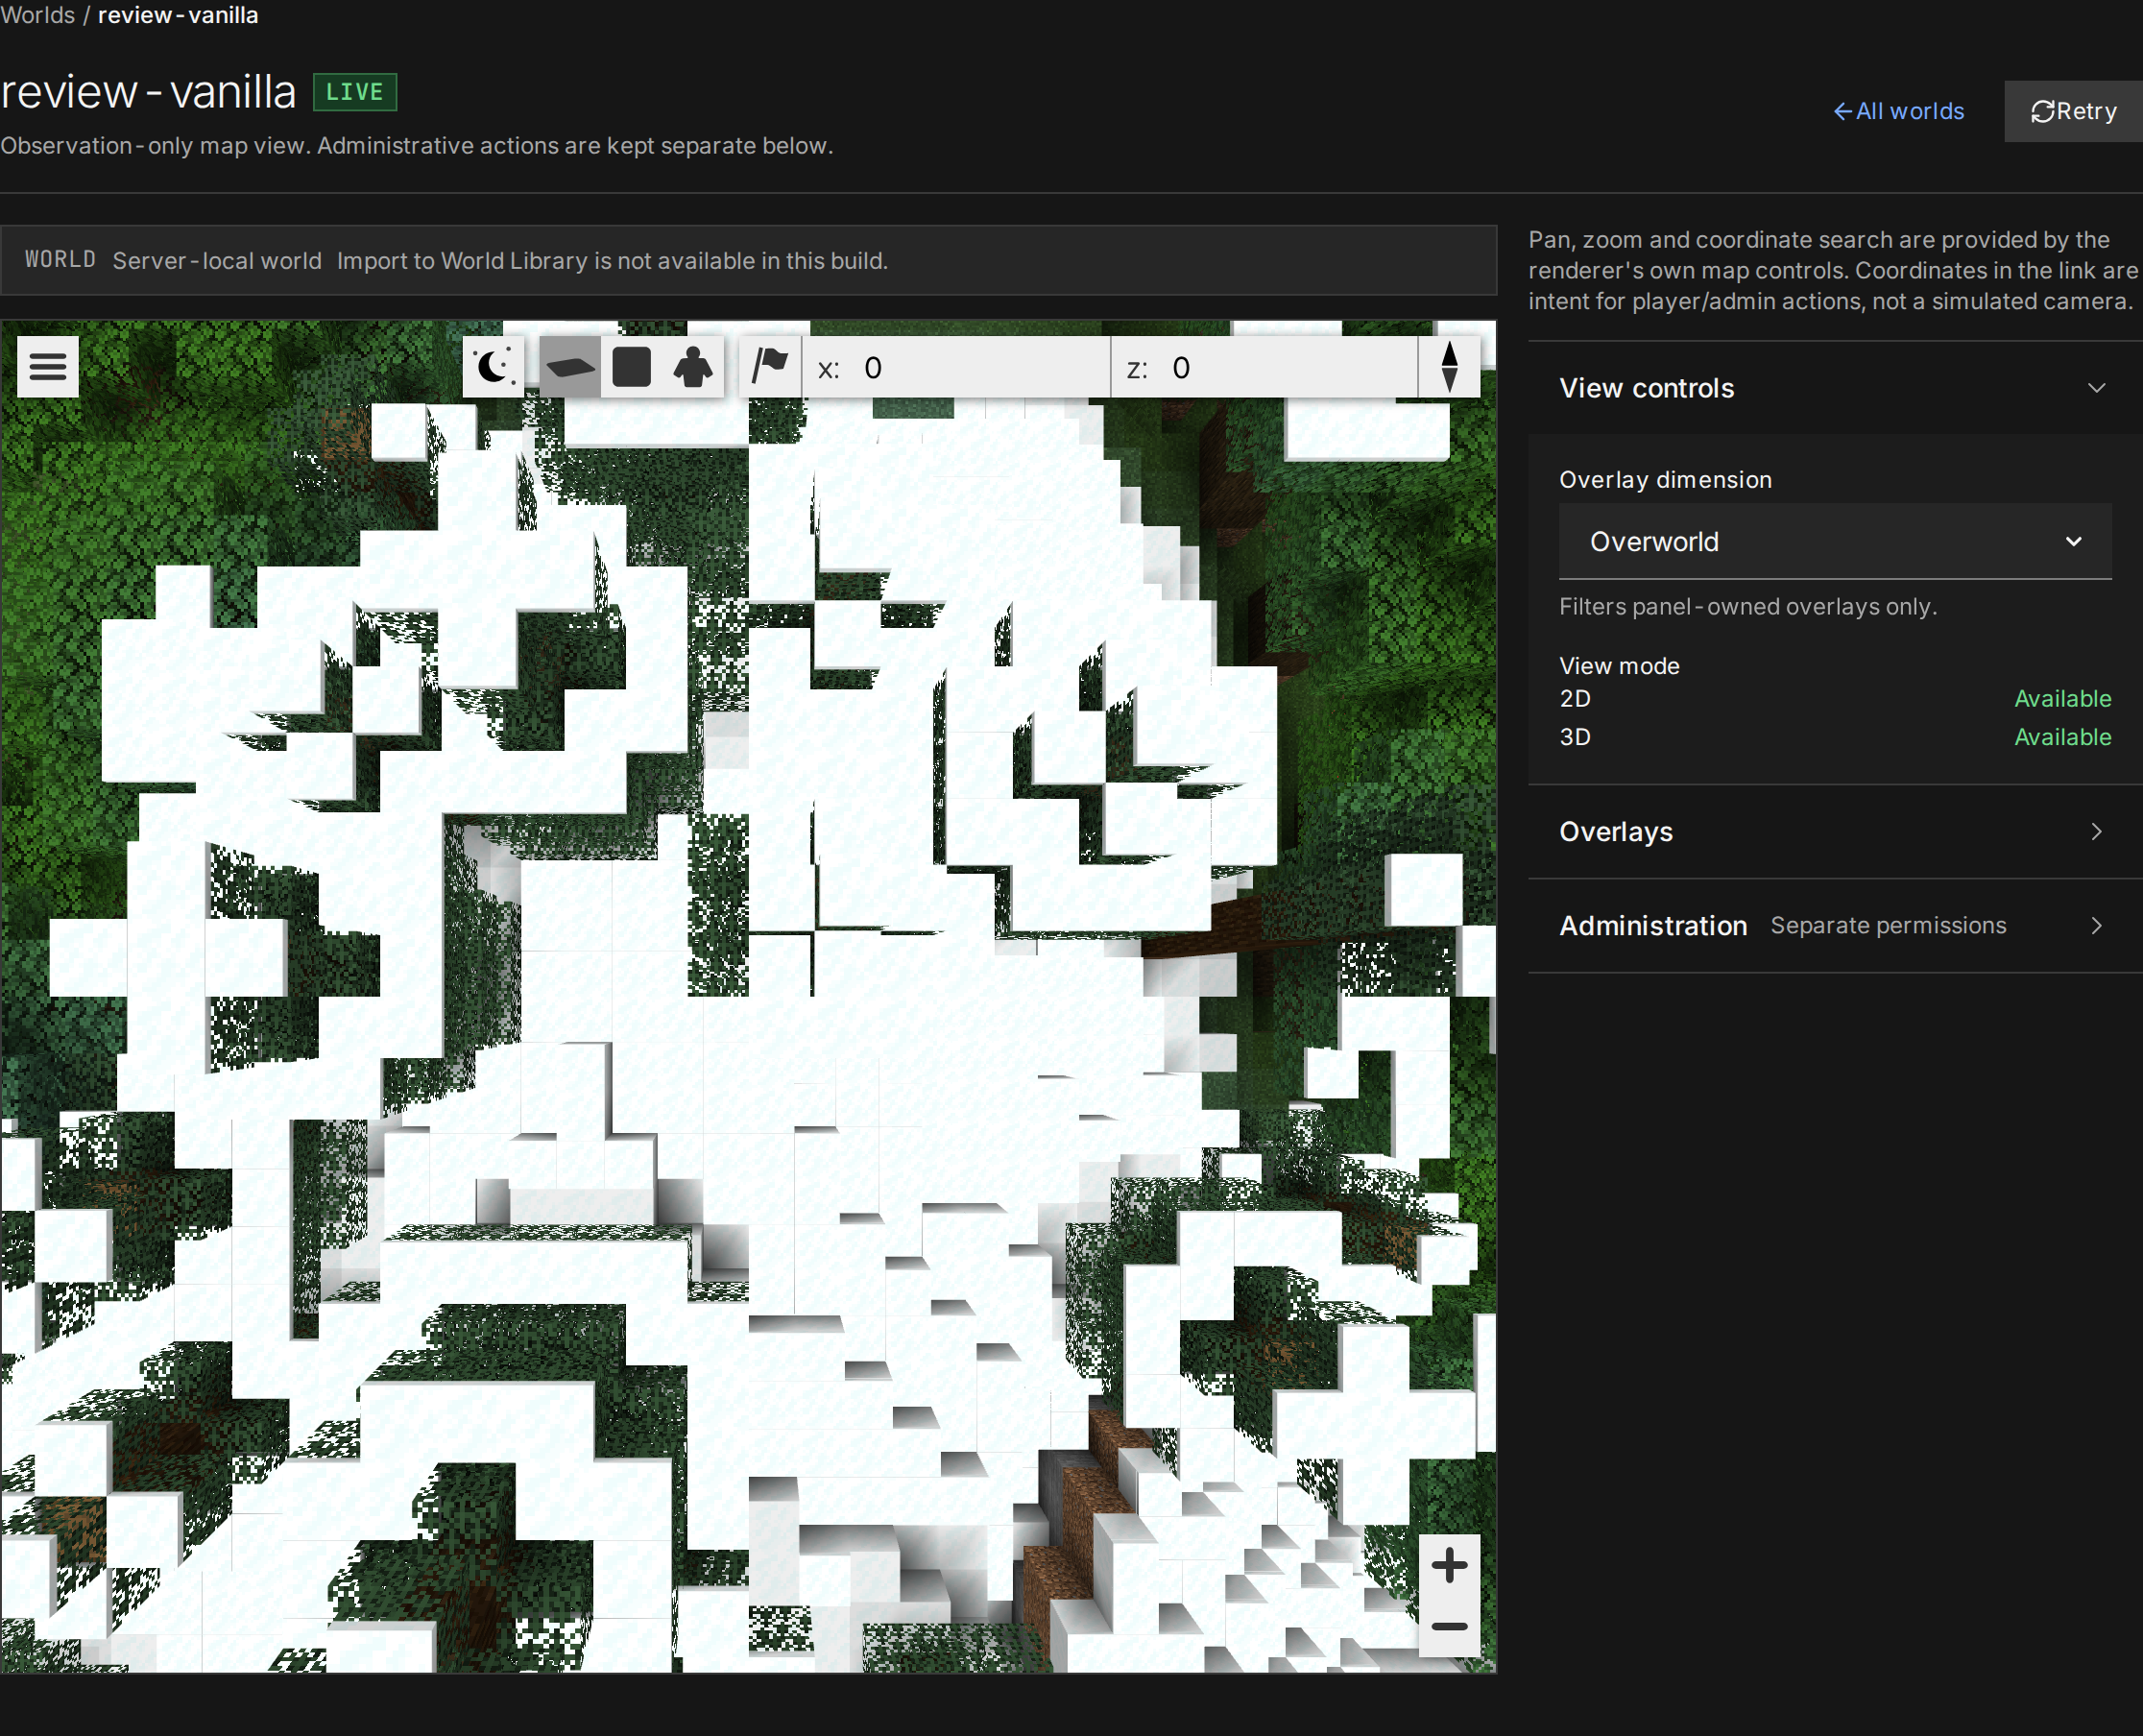 Worlds / review-vanilla
review-vanilla LIVE
Observation-only map view. Administrative actions are kept separate below.
All worlds
Retry
WORLD Server-local world Import to World Library is not available in this build.
x: 0
z: 0
Pan, zoom and coordinate search are provided by the
renderer's own map controls. Coordinates in the link are
intent for player/admin actions, not a simulated camera.
View controls
Overlay dimension
Overworld
Filters panel-owned overlays only.
View mode
2D Available
3D Available
Overlays
Administration Separate permissions